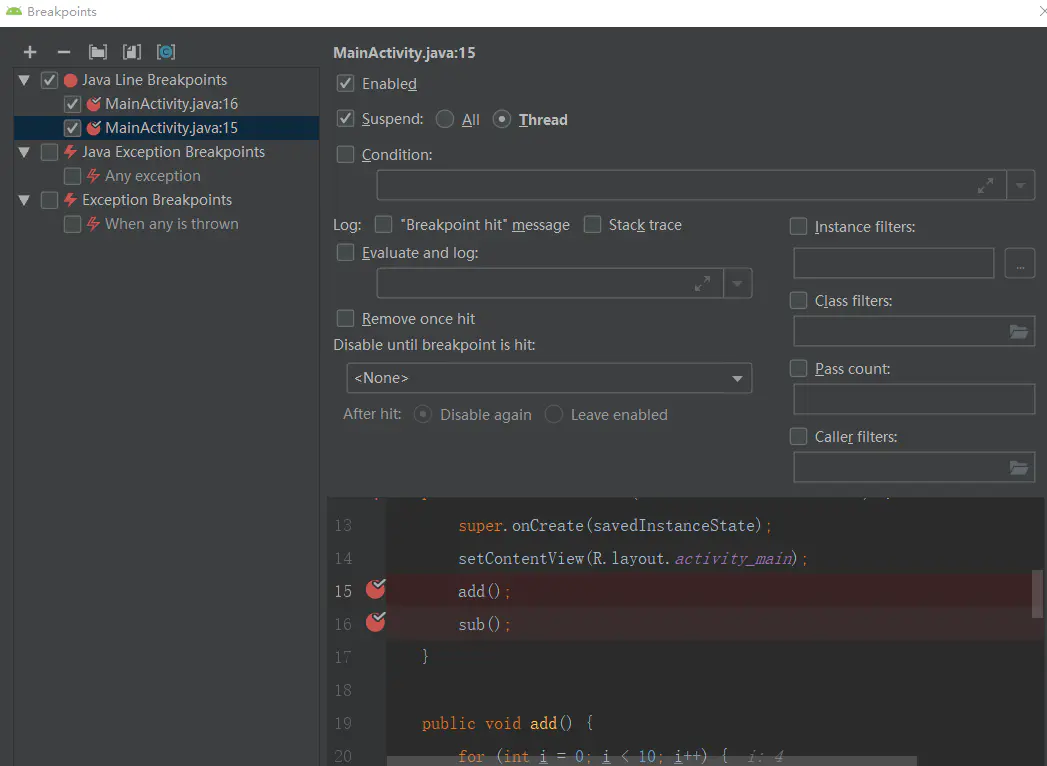 Breakpoints
Java Line Breakpoints
MainActivity.java:16
MainActivity.java:15
Java Exception Breakpoints
Any exception
Exception Breakpoints
When any is thrown
MainActivity.java:15
Enabled
Suspend: All Thread
Condition:
Log: "Breakpoint hit" message Stack trace
Evaluate and log:
Remove once hit
Disable until breakpoint is hit:
<None>
After hit: Disable again Leave enabled
Instance filters:
...
Class filters:
Pass count:
Caller filters:
13 super.onCreate(savedInstanceState);
14 setContentView(R.layout.activity_main);
15 add();
16 sub();
17 }
18
19 public void add() {
20 for (int i = 0; i < 10; i++) { i: 4